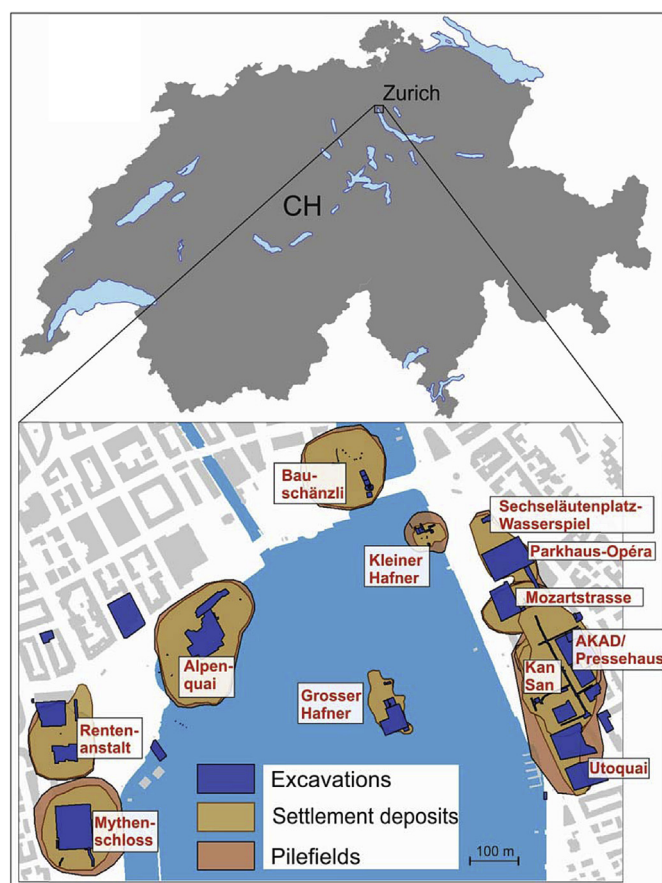 Zurich
CH
Bau-
schänzli
Sechseläutenplatz-
Wasserspiel
Kleiner
Hafner
Parkhaus-Opéra
Mozartstrasse
AKAD/
Pressehaus
Kan
San
Alpen-
quai
Grosser
Hafner
Renten-
anstalt
Utoquai
Mythen-
schloss
Excavations
Settlement deposits
Pilefields
100 m